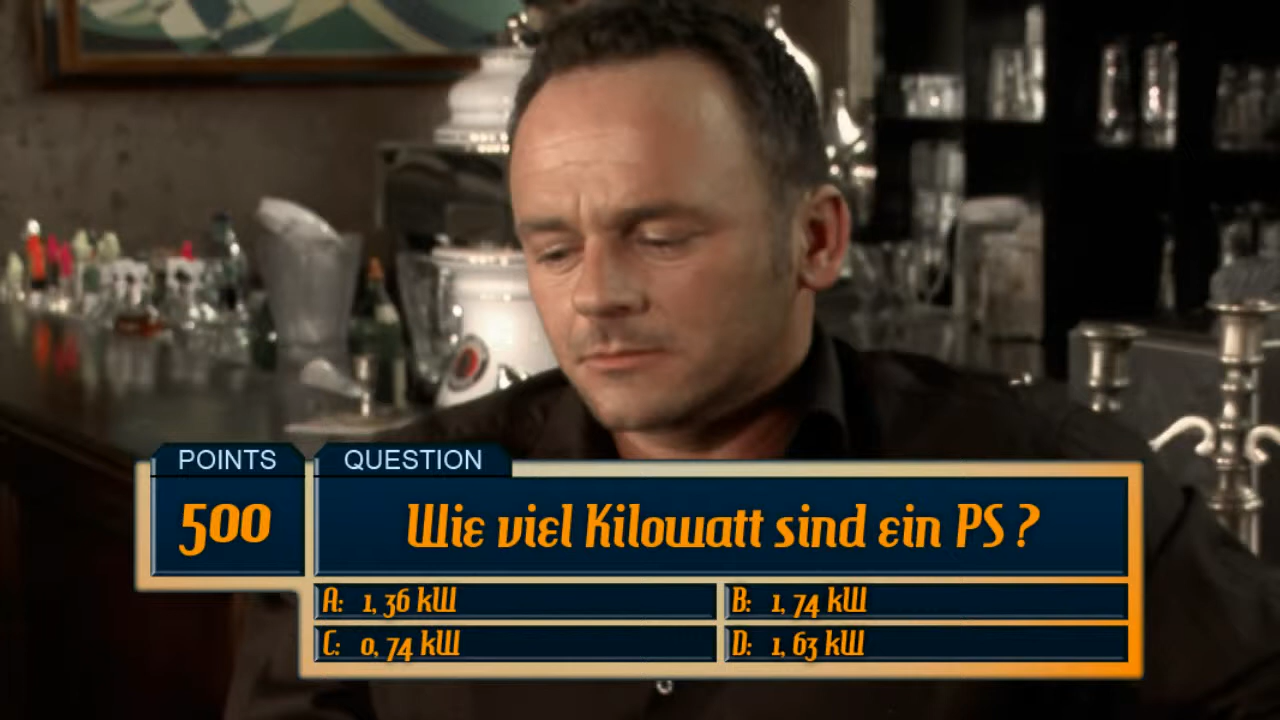 POINTS
QUESTION
500
Wie viel Kilowatt sind ein PS ?
A: 1, 36 kW
B: 1, 74 kW
C: 0, 74 kW
D: 1, 63 kW